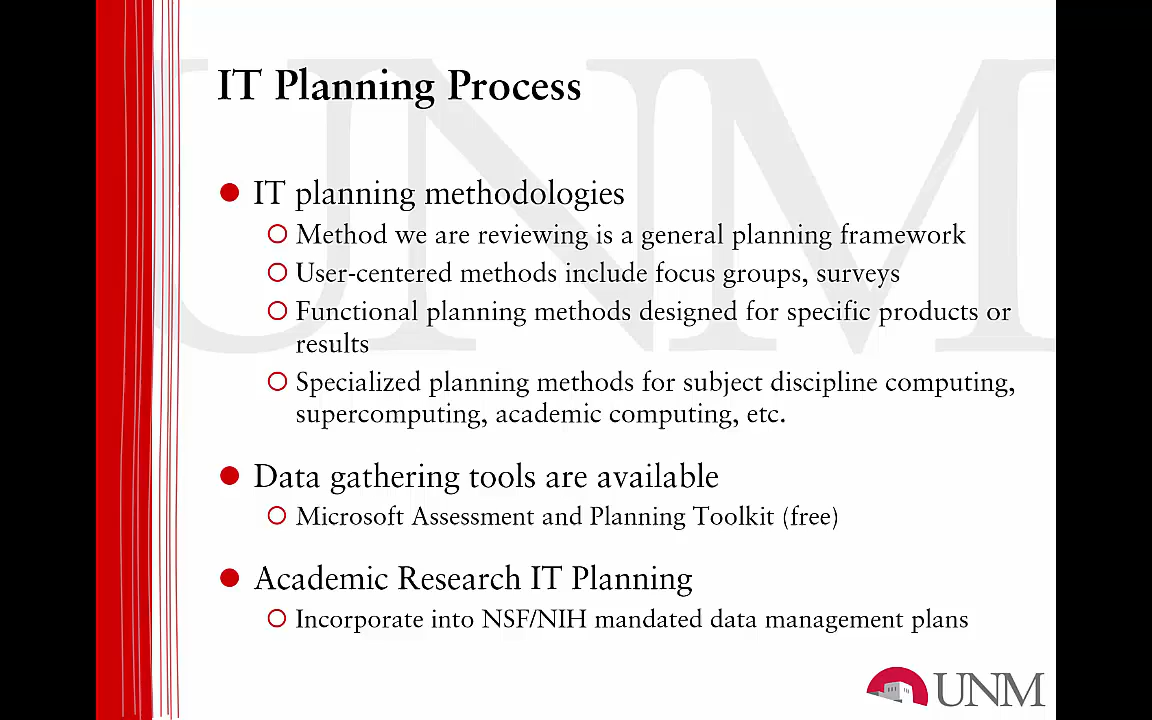 IT Planning Process
IT planning methodologies
Method we are reviewing is a general planning framework
User-centered methods include focus groups, surveys
Functional planning methods designed for specific products or
results
Specialized planning methods for subject discipline computing,
supercomputing, academic computing, etc.
Data gathering tools are available
Microsoft Assessment and Planning Toolkit (free)
Academic Research IT Planning
Incorporate into NSF/NIH mandated data management plans
UNM
UNM